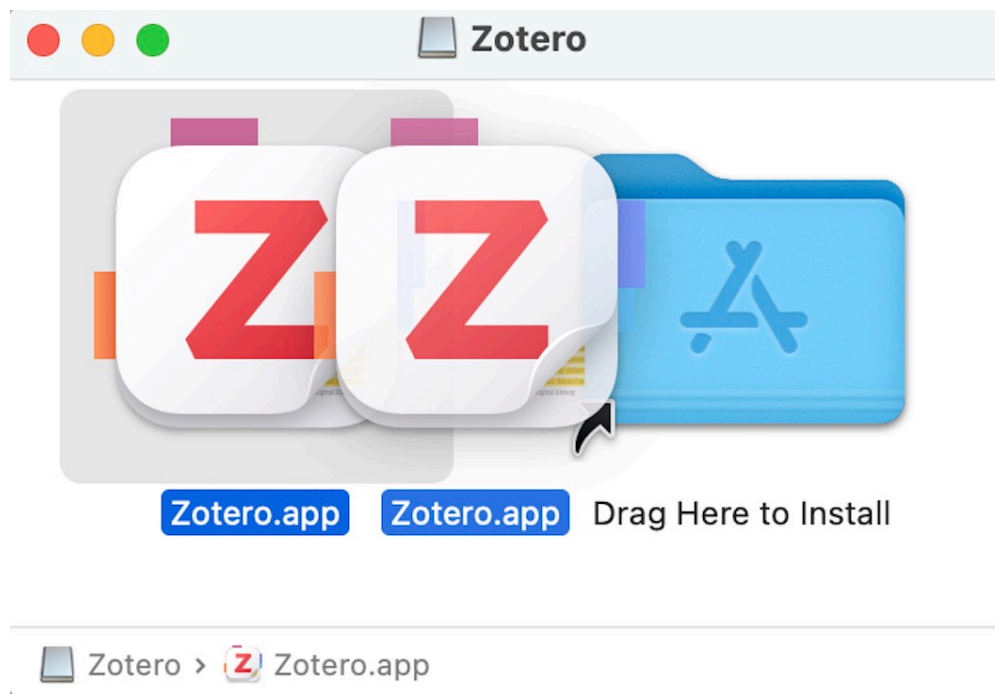 Zotero
Z
Z
Zotero.app
Zotero.app
Drag Here to Install
Zotero › Z Zotero.app